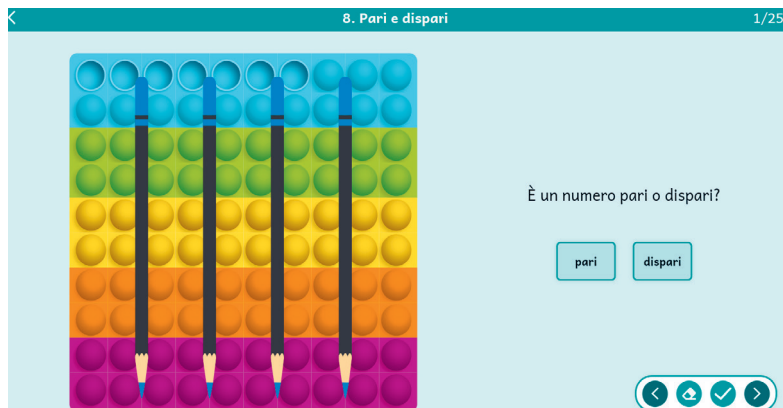 8. Pari e dispari
1/25
È un numero pari o dispari?
pari
dispari